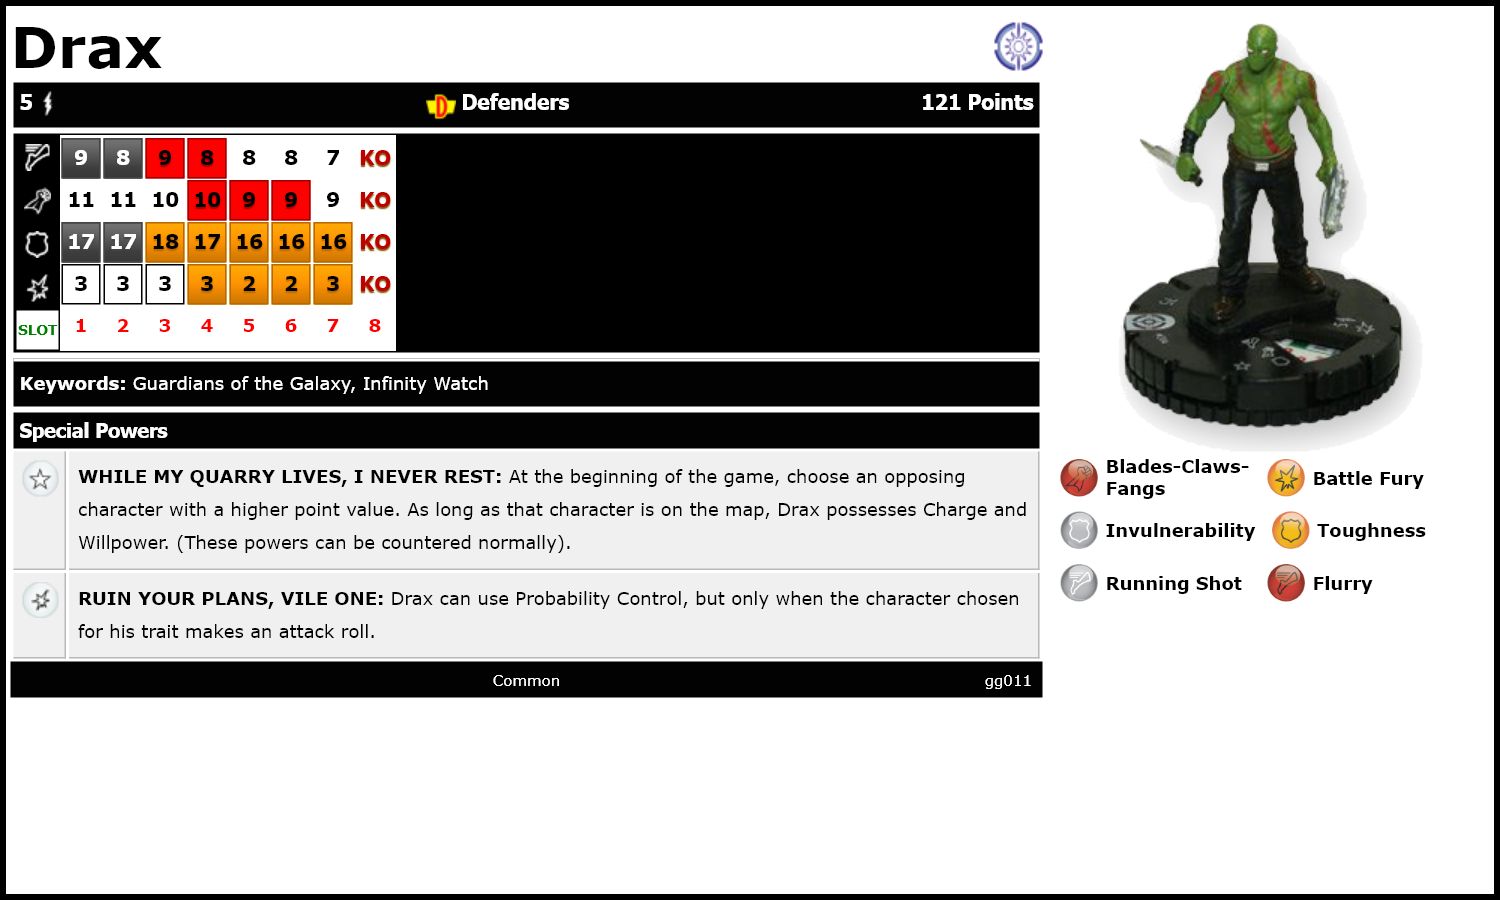 Drax
5 Defenders 121 Points
9 8 9 8 8 8 7 KO
11 11 10 10 9 9 9 KO
17 17 18 17 16 16 16 KO
3 3 3 3 2 2 3 KO
SLOT 1 2 3 4 5 6 7 8
Keywords: Guardians of the Galaxy, Infinity Watch
Special Powers
WHILE MY QUARRY LIVES, I NEVER REST: At the beginning of the game, choose an opposing
character with a higher point value. As long as that character is on the map, Drax possesses Charge and
Willpower. (These powers can be countered normally).
RUIN YOUR PLANS, VILE ONE: Drax can use Probability Control, but only when the character chosen
for his trait makes an attack roll.
Common gg011
Blades-Claws-
Fangs
Battle Fury
Invulnerability Toughness
Running Shot Flurry